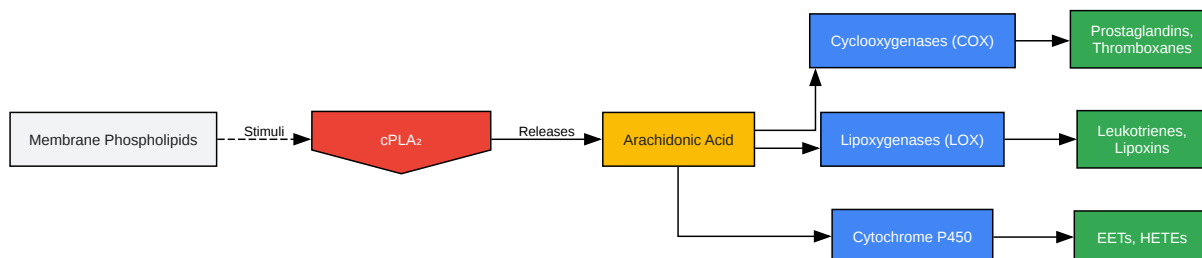 Membrane Phospholipids
Stimuli
cPLA₂
Releases
Arachidonic Acid
Cyclooxygenases (COX)
Prostaglandins,
Thromboxanes
Lipoxygenases (LOX)
Leukotrienes,
Lipoxins
Cytochrome P450
EETs, HETEs